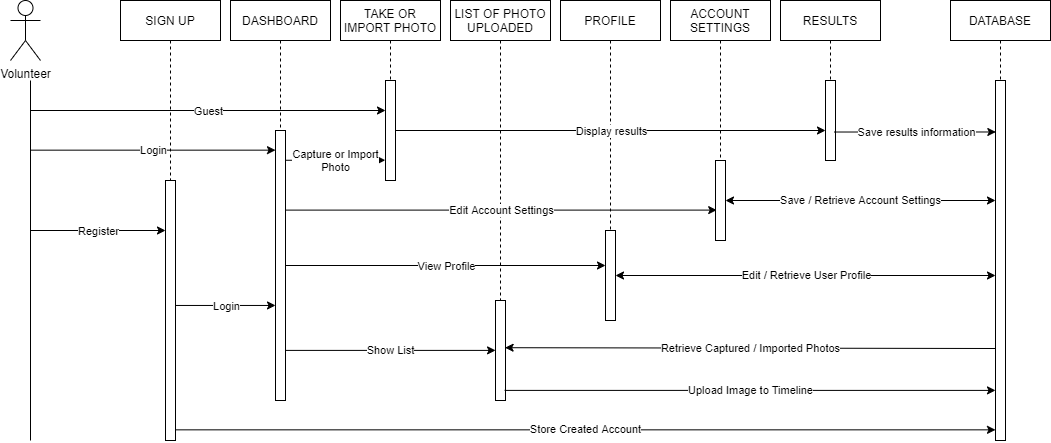 SIGN UP
DASHBOARD
TAKE OR
IMPORT PHOTO
LIST OF PHOTO
UPLOADED
PROFILE
ACCOUNT
SETTINGS
RESULTS
DATABASE
Volunteer
Guest
Display results
Save results information
Login
Capture or Import
Photo
Save / Retrieve Account Settings
Edit Account Settings
Register
View Profile
Edit / Retrieve User Profile
Login
Show List
Retrieve Captured / Imported Photos
Upload Image to Timeline
Store Created Account